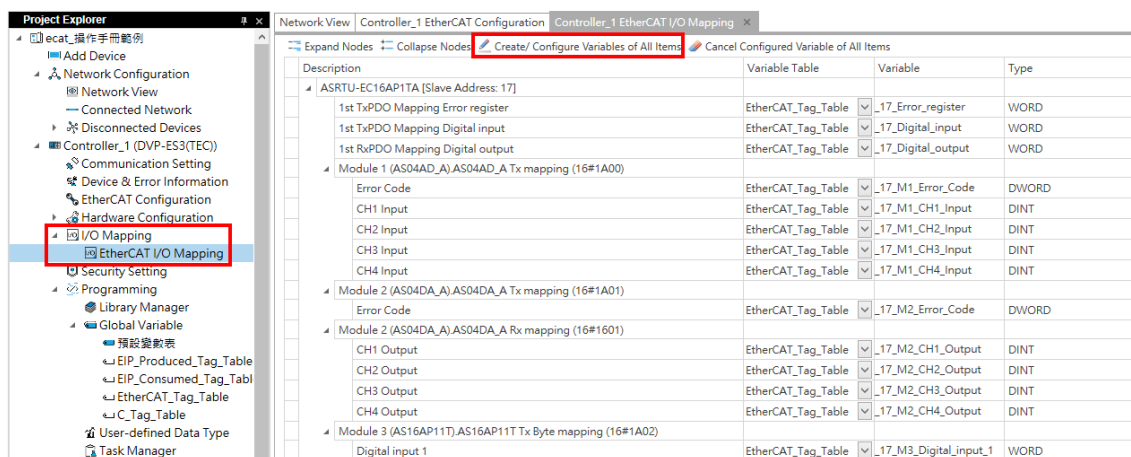 Project Explorer
ecat_操作手冊範例
Add Device
Network Configuration
Network View
Connected Network
Disconnected Devices
Controller_1 (DVP-ES3(TEC))
Communication Setting
Device & Error Information
EtherCAT Configuration
Hardware Configuration
I/O Mapping
EtherCAT I/O Mapping
Security Setting
Programming
Library Manager
Global Variable
預設變數表
EIP_Produced_Tag_Table
EIP_Consumed_Tag_Tabl
EtherCAT_Tag_Table
C_Tag_Table
User-defined Data Type
Task Manager
Network View Controller_1 EtherCAT Configuration Controller_1 EtherCAT I/O Mapping
Expand Nodes Collapse Nodes Create/ Configure Variables of All Items Cancel Configured Variable of All Items
Description Variable Table Variable Type
ASRTU-EC16AP1TA [Slave Address: 17]
1st TxPDO Mapping Error register EtherCAT_Tag_Table _17_Error_register WORD
1st TxPDO Mapping Digital input EtherCAT_Tag_Table _17_Digital_input WORD
1st RxPDO Mapping Digital output EtherCAT_Tag_Table _17_Digital_output WORD
Module 1 (AS04AD_A).AS04AD_A Tx mapping (16#1A00)
Error Code EtherCAT_Tag_Table _17_M1_Error_Code DWORD
CH1 Input EtherCAT_Tag_Table _17_M1_CH1_Input DINT
CH2 Input EtherCAT_Tag_Table _17_M1_CH2_Input DINT
CH3 Input EtherCAT_Tag_Table _17_M1_CH3_Input DINT
CH4 Input EtherCAT_Tag_Table _17_M1_CH4_Input DINT
Module 2 (AS04DA_A).AS04DA_A Tx mapping (16#1A01)
Error Code EtherCAT_Tag_Table _17_M2_Error_Code DWORD
Module 2 (AS04DA_A).AS04DA_A Rx mapping (16#1601)
CH1 Output EtherCAT_Tag_Table _17_M2_CH1_Output DINT
CH2 Output EtherCAT_Tag_Table _17_M2_CH2_Output DINT
CH3 Output EtherCAT_Tag_Table _17_M2_CH3_Output DINT
CH4 Output EtherCAT_Tag_Table _17_M2_CH4_Output DINT
Module 3 (AS16AP11T).AS16AP11T Tx Byte mapping (16#1A02)
Digital input 1 EtherCAT_Tag_Table _17_M3_Digital_input_1 WORD